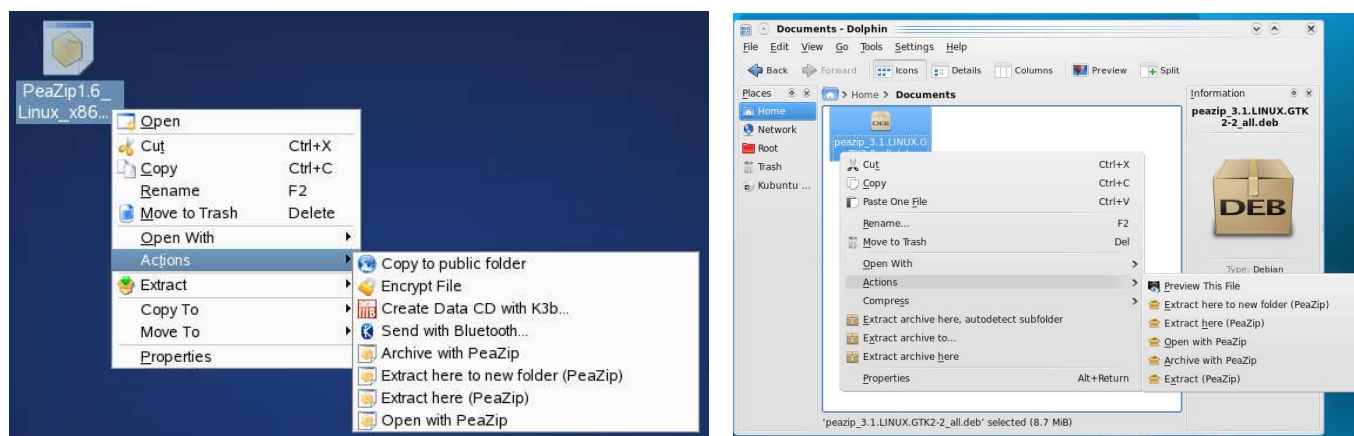 PeaZip1.6_
Linux_x86...
Open
Cut Ctrl+X
Copy Ctrl+C
Rename F2
Move to Trash Delete
Open With
Actions
Extract
Copy To
Move To
Properties
Copy to public folder
Encrypt File
Create Data CD with K3b...
Send with Bluetooth...
Archive with PeaZip
Extract here to new folder (PeaZip)
Extract here (PeaZip)
Open with PeaZip
Documents - Dolphin
File Edit View Go Tools Settings Help
Back Forward Icons Details Columns Preview Split
Places
Home
Network
Root
Trash
Kubuntu ...
> Home > Documents
DEB
peazip_3.1.LINUX.G
Cut Ctrl+X
Copy Ctrl+C
Paste One File Ctrl+V
Rename... F2
Move to Trash Del
Open With
Actions
Compress
Extract archive here, autodetect subfolder
Extract archive to...
Extract archive here
Properties Alt+Return
Preview This File
Extract here to new folder (PeaZip)
Extract here (PeaZip)
Open with PeaZip
Archive with PeaZip
Extract (PeaZip)
Information
peazip_3.1.LINUX.GTK
2-2_all.deb
DEB
Type: Debian
'peazip_3.1.LINUX.GTK2-2_all.deb' selected (8.7 MiB)